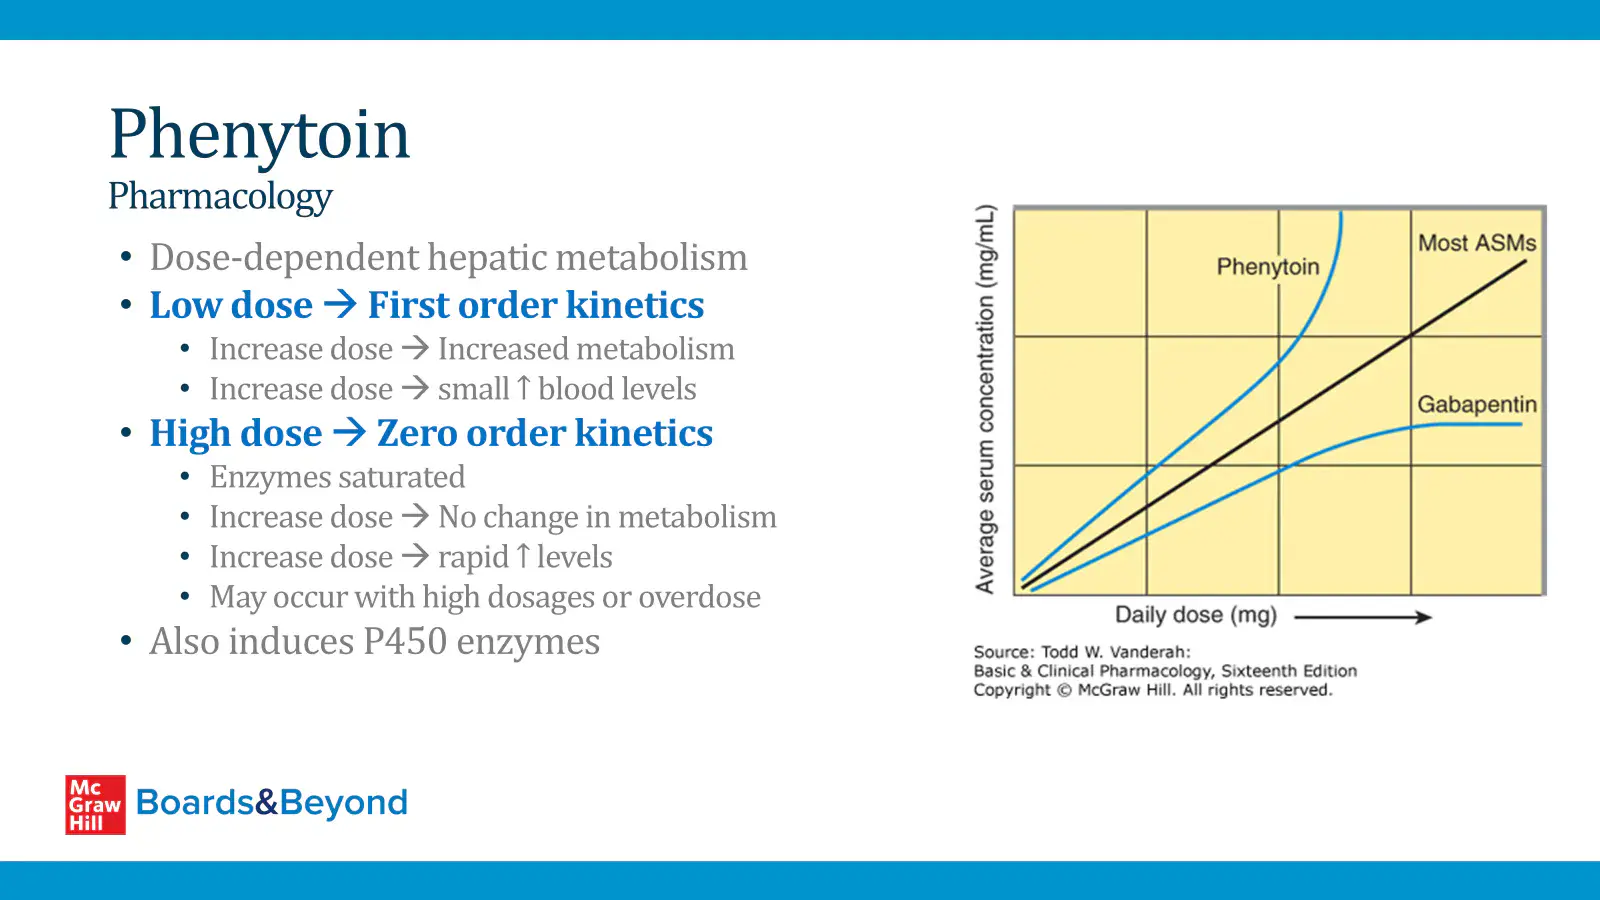 Phenytoin
Pharmacology
• Dose-dependent hepatic metabolism
• Low dose → First order kinetics
• Increase dose → Increased metabolism
• Increase dose → small ↑ blood levels
• High dose → Zero order kinetics
• Enzymes saturated
• Increase dose → No change in metabolism
• Increase dose → rapid ↑ levels
• May occur with high dosages or overdose
• Also induces P450 enzymes
Average serum concentration (mg/mL)
Phenytoin
Most ASMs
Gabapentin
Daily dose (mg)
Source: Todd W. Vanderah:
Basic & Clinical Pharmacology, Sixteenth Edition
Copyright © McGraw Hill. All rights reserved.
Mc
Graw
Hill
Boards&Beyond